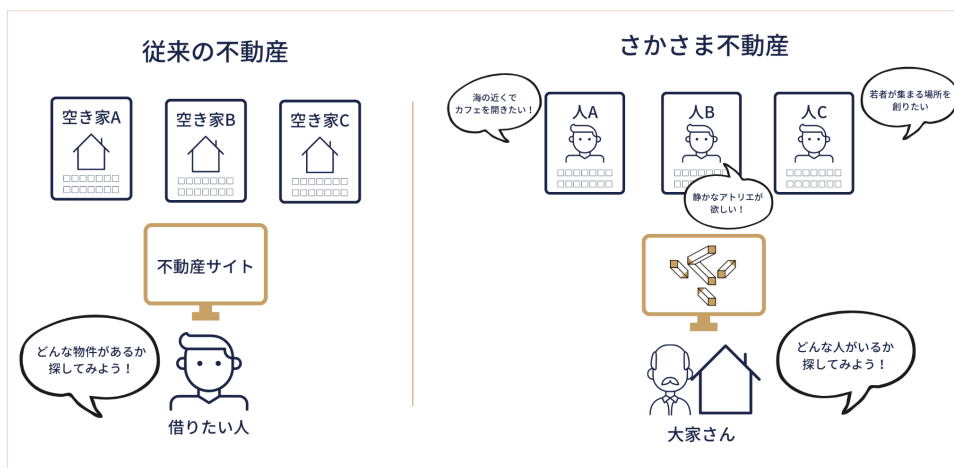 従来の不動産
空き家A
空き家B
空き家C
不動産サイト
どんな物件があるか
探してみよう！
借りたい人
さかさま不動産
海の近くで
カフェを開きたい！
人A
人B
人C
若者が集まる場所を
創りたい
静かなアトリエが
欲しい！
どんな人がいるか
探してみよう！
大家さん